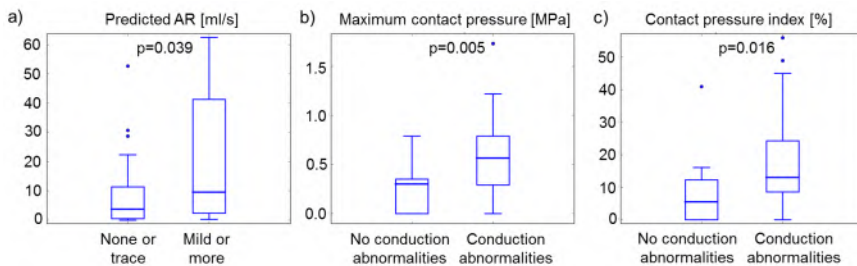 a)
Predicted AR [ml/s]
p=0.039
60
50
40
30
20
10
0
None or
trace
Mild or
more
b)
Maximum contact pressure [MPa]
p=0.005
1.5
1.0
0.5
0.0
No conduction
abnormalities
Conduction
abnormalities
c)
Contact pressure index [%]
p=0.016
50
40
30
20
10
0
No conduction
abnormalities
Conduction
abnormalities